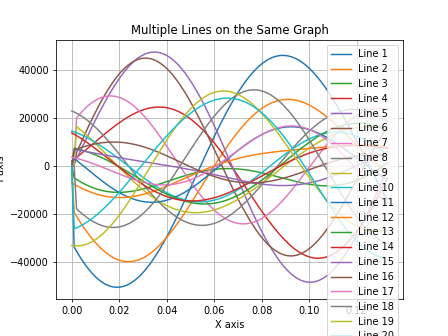 Multiple Lines on the Same Graph
40000
20000
0
−20000
−40000
0.00
0.02
0.04
0.06
0.08
0.10
X axis
Line 1
Line 2
Line 3
Line 4
Line 5
Line 6
Line 7
Line 8
Line 9
Line 10
Line 11
Line 12
Line 13
Line 14
Line 15
Line 16
Line 17
Line 18
Line 19